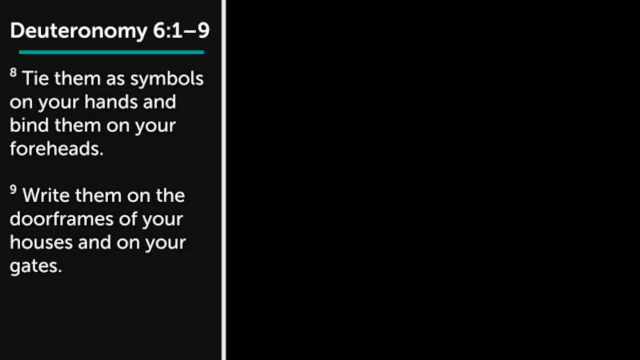 Deuteronomy 6:1–9
8 Tie them as symbols
on your hands and
bind them on your
foreheads.
9 Write them on the
doorframes of your
houses and on your
gates.